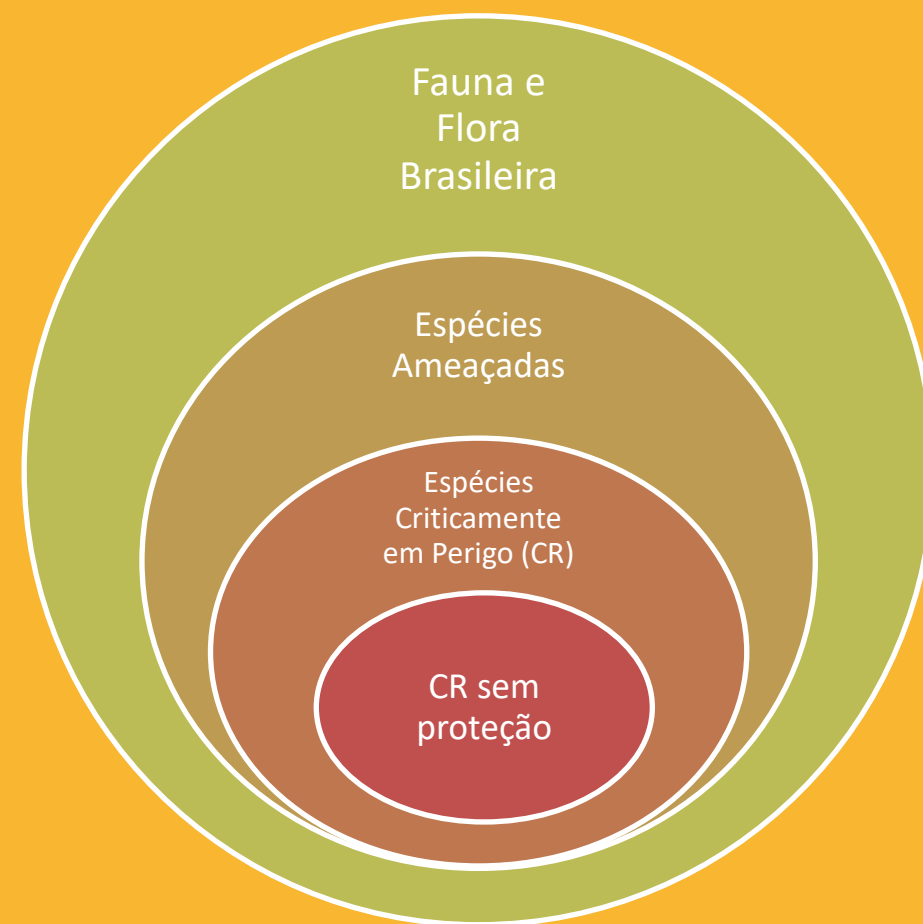 Fauna e
Flora
Brasileira
Espécies
Ameaçadas
Espécies
Criticamente
em Perigo (CR)
CR sem
proteção